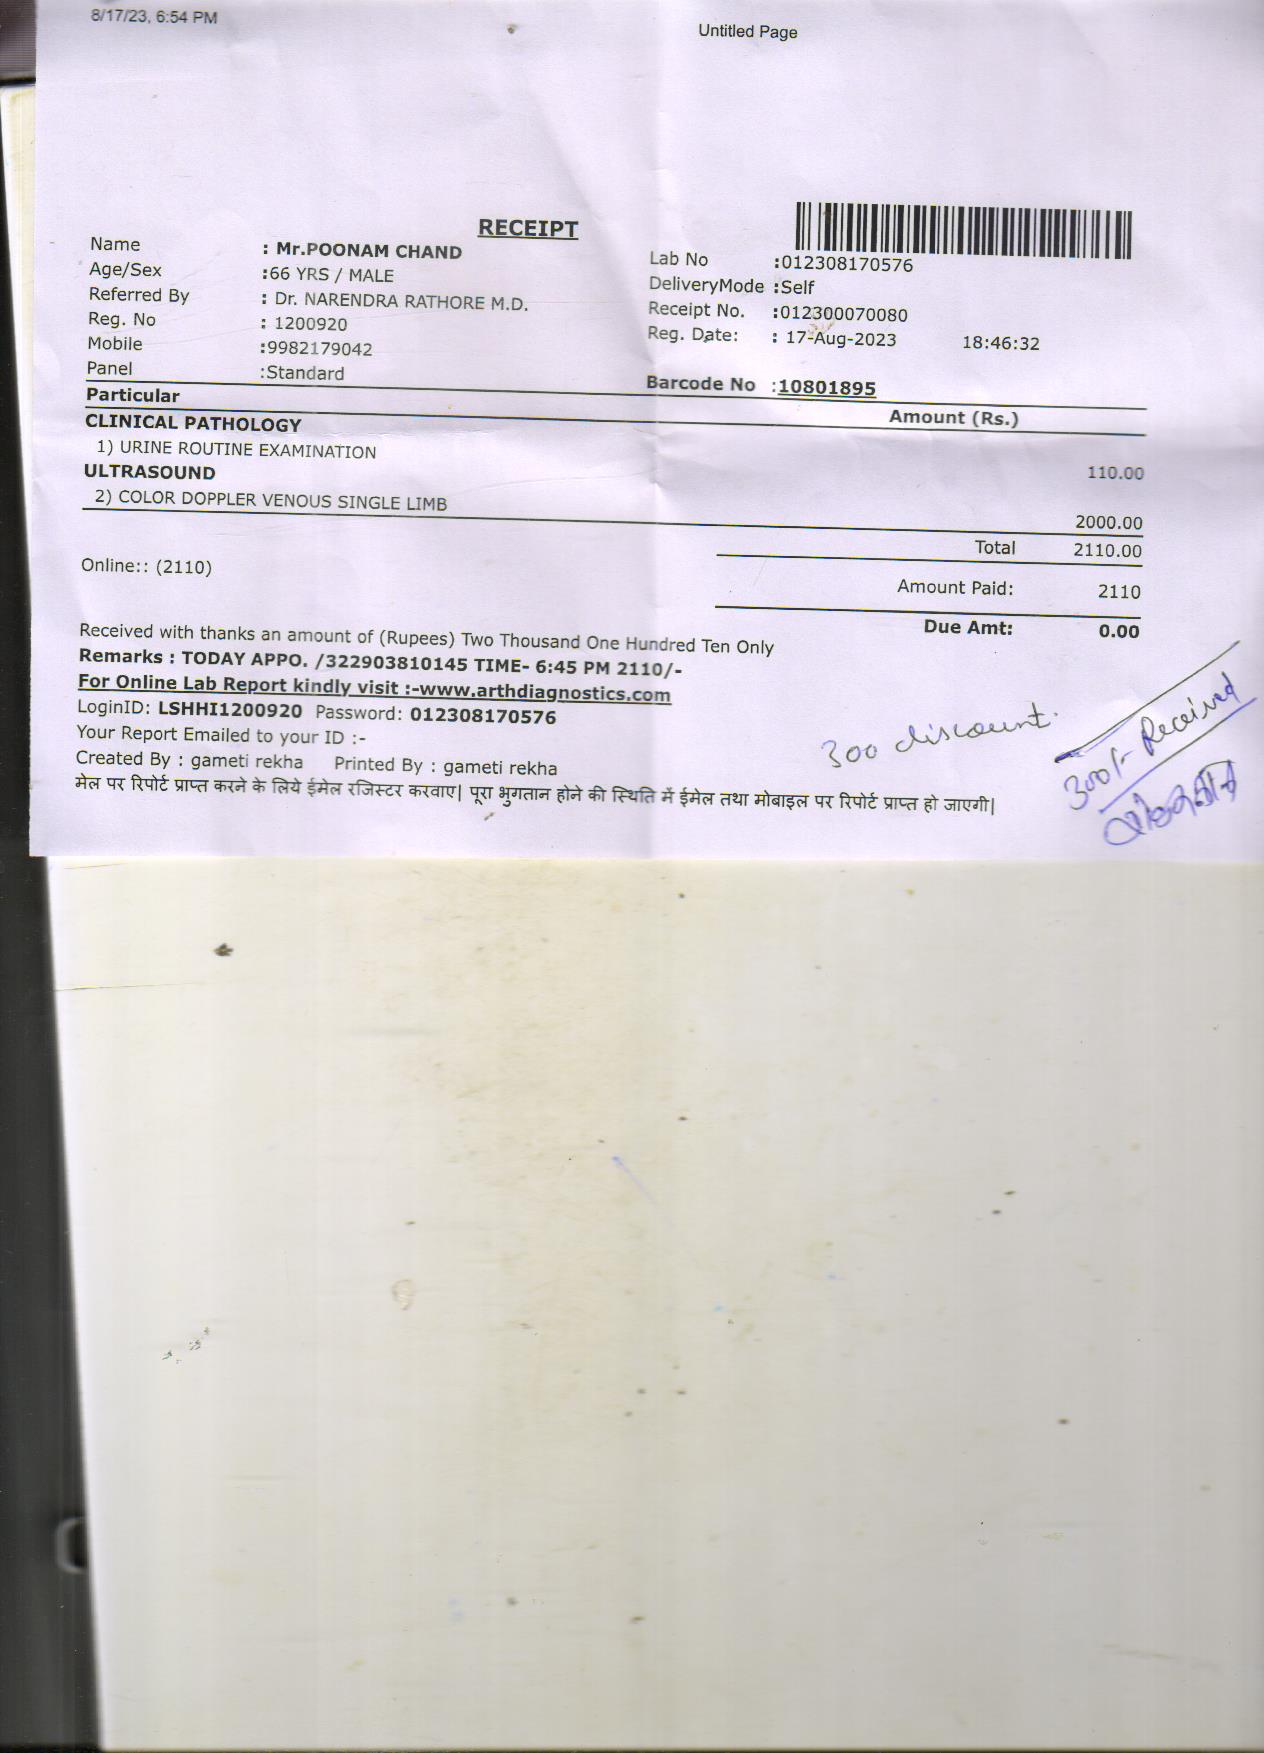 8/17/23, 6:54 PM
Untitled Page
RECEIPT
Name : Mr.POONAM CHAND
Age/Sex :66 YRS / MALE
Referred By : Dr. NARENDRA RATHORE M.D.
Reg. No : 1200920
Mobile :9982179042
Panel :Standard
Lab No :012308170576
DeliveryMode :Self
Receipt No. :012300070080
Reg. Date: : 17-Aug-2023 18:46:32
Barcode No :10801895
Particular Amount (Rs.)
CLINICAL PATHOLOGY
1) URINE ROUTINE EXAMINATION 110.00
ULTRASOUND
2) COLOR DOPPLER VENOUS SINGLE LIMB 2000.00
Total 2110.00
Online:: (2110)
Amount Paid: 2110
Due Amt: 0.00
Received with thanks an amount of (Rupees) Two Thousand One Hundred Ten Only
Remarks : TODAY APPO. /322903810145 TIME- 6:45 PM 2110/-
For Online Lab Report kindly visit :-www.arthdiagnostics.com
LoginID: LSHHI1200920 Password: 012308170576
Your Report Emailed to your ID :-
Created By : gameti rekha Printed By : gameti rekha
मेल पर रिपोर्ट प्राप्त करने के लिये ईमेल रजिस्टर करवाए| पूरा भुगतान होने की स्थिति में ईमेल तथा मोबाइल पर रिपोर्ट प्राप्त हो जाएगी|
300 discount.
300/- Received